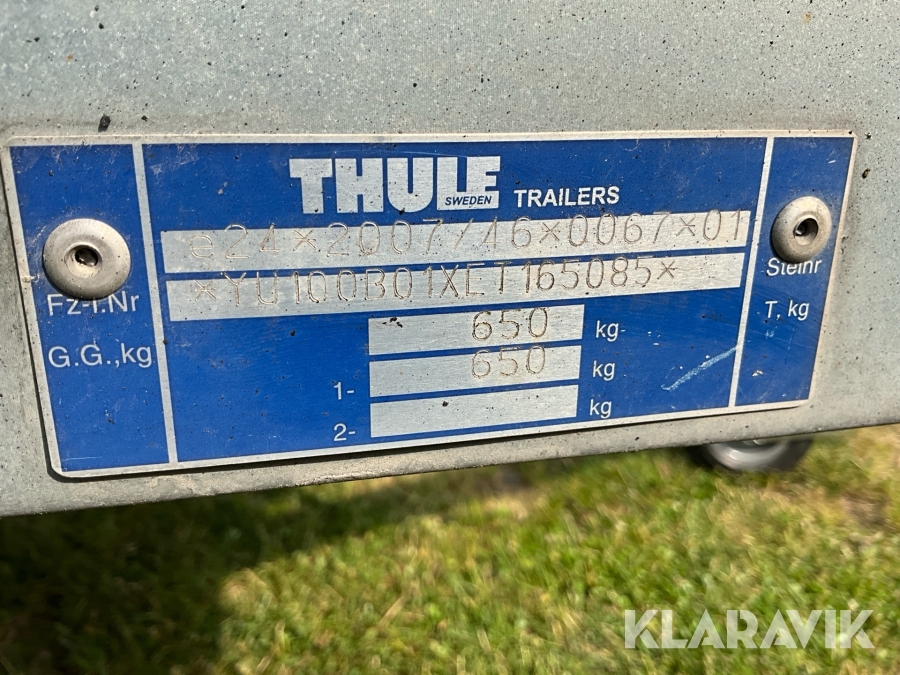 THULE
SWEDEN
TRAILERS
e24*2007/46*0067*01
*YU100B01XET165085*
Fz-I.Nr
Stelnr
650 kg
G.G.,kg
T, kg
1- 650 kg
2- kg
KLARAVIK